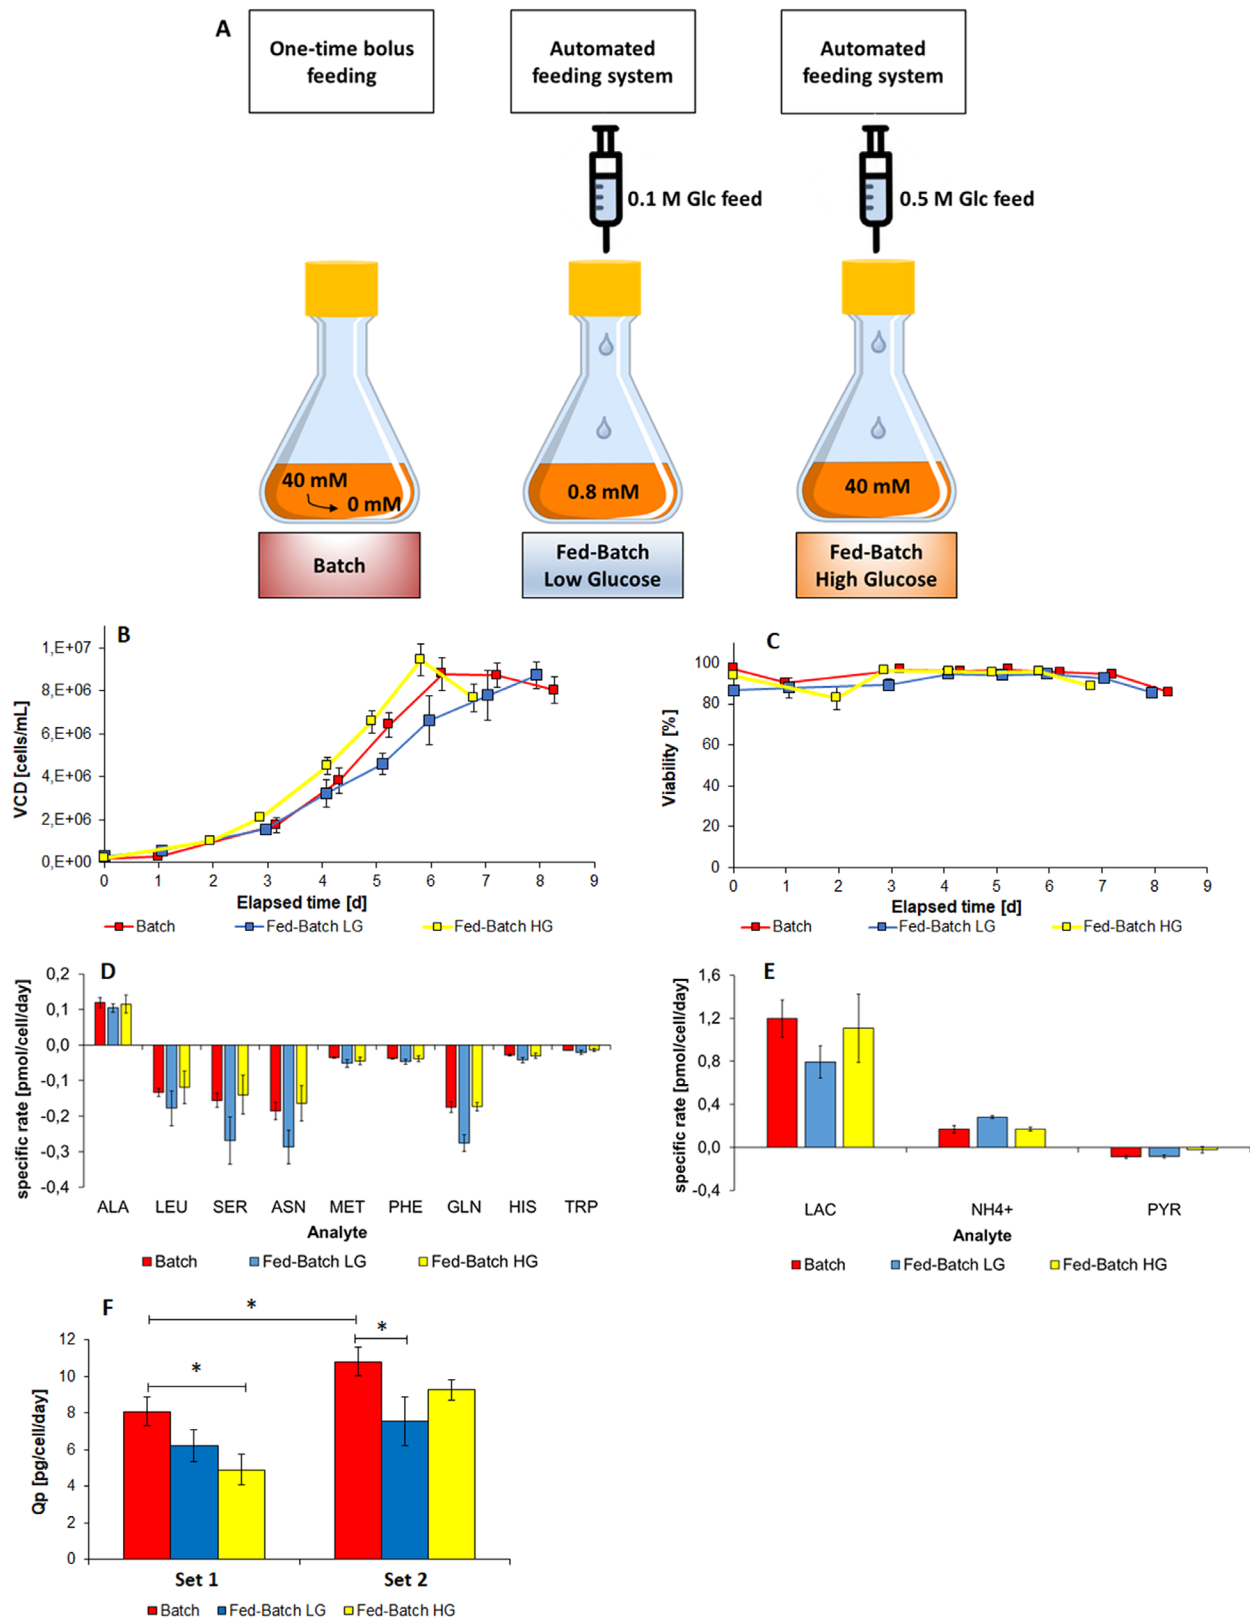 A
One-time bolus
feeding
Automated
feeding system
Automated
feeding system
0.1 M Glc feed
0.5 M Glc feed
40 mM
0 mM
0.8 mM
40 mM
Batch
Fed-Batch
Low Glucose
Fed-Batch
High Glucose
B
VCD [cells/mL]
1,E+07
8,E+06
6,E+06
4,E+06
2,E+06
0,E+00
0 1 2 3 4 5 6 7 8 9
Elapsed time [d]
Batch Fed-Batch LG Fed-Batch HG
C
Viability [%]
100
80
60
40
20
0
0 1 2 3 4 5 6 7 8 9
Elapsed time [d]
Batch Fed-Batch LG Fed-Batch HG
D
specific rate [pmol/cell/day]
0,2
0,1
0,0
-0,1
-0,2
-0,3
-0,4
ALA LEU SER ASN MET PHE GLN HIS TRP
Analyte
Batch Fed-Batch LG Fed-Batch HG
E
specific rate [pmol/cell/day]
1,6
1,2
0,8
0,4
0,0
-0,4
LAC NH4+ PYR
Analyte
Batch Fed-Batch LG Fed-Batch HG
F
*
*
*
Qp [pg/cell/day]
12
10
8
6
4
2
0
Set 1 Set 2
Batch Fed-Batch LG Fed-Batch HG